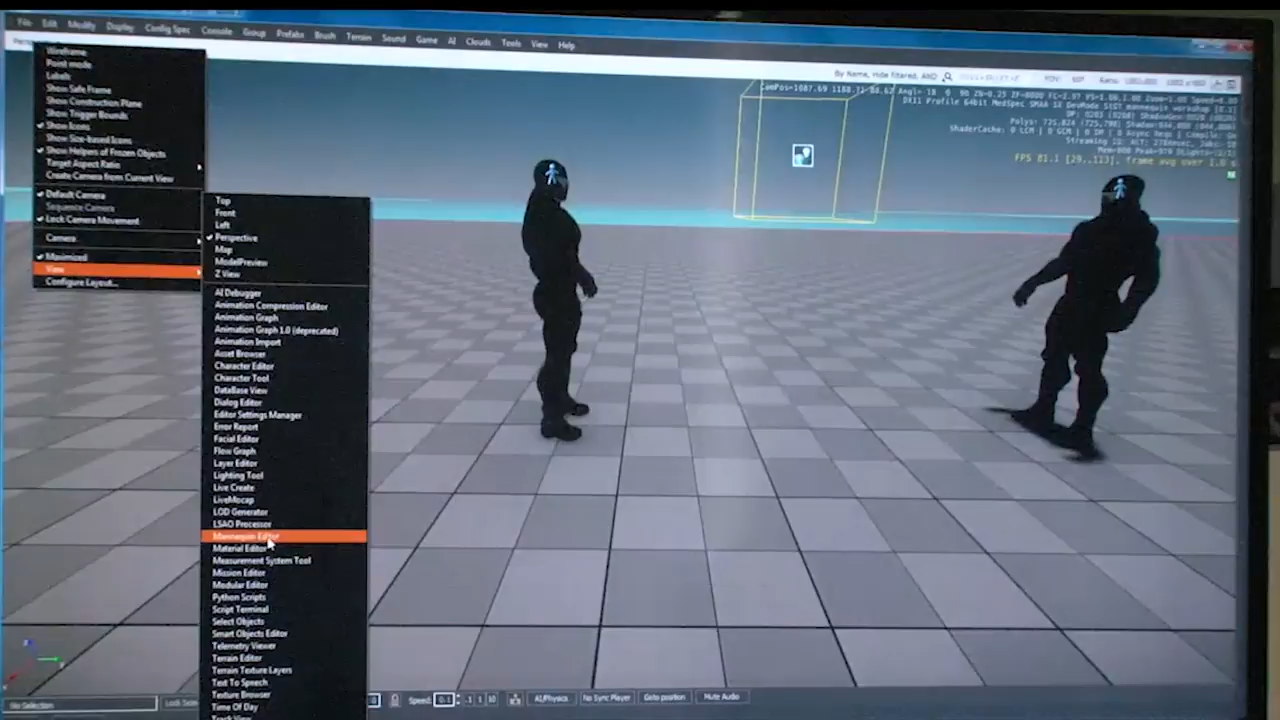 File Edit Modify Display Config Spec Console Group Prefabs Brush Terrain Sound Game AI Clouds Tools View Help
By Name, Hide Filtered, AND
Wireframe
Point mode
Labels
Show Safe Frame
Show Construction Plane
Show Trigger Bounds
Show Icons
Show Size-based Icons
Show Helpers of Frozen Objects
Target Aspect Ratio
Create Camera from Current View
Default Camera
Sequence Camera
Lock Camera Movement
Camera
Maximized
View
Configure Layout...
Top
Front
Left
Perspective
Map
ModelPreview
Z View
AI Debugger
Animation Compression Editor
Animation Graph
Animation Graph 1.0 (deprecated)
Animation Import
Asset Browser
Character Editor
Character Tool
DataBase View
Dialog Editor
Editor Settings Manager
Error Report
Facial Editor
Flow Graph
Layer Editor
Lighting Tool
Live Create
LiveMocap
LOD Generator
LSAO Processor
Mannequin Editor
Material Editor
Measurement System Tool
Mission Editor
Modular Editor
Python Scripts
Script Terminal
Select Objects
Smart Objects Editor
Telemetry Viewer
Terrain Editor
Terrain Texture Layers
Text To Speech
Texture Browser
Time Of Day
Track View
No Selection
Speed: 0.1 .1 1 10 AI/Physics No Sync Player Goto position Mute Audio